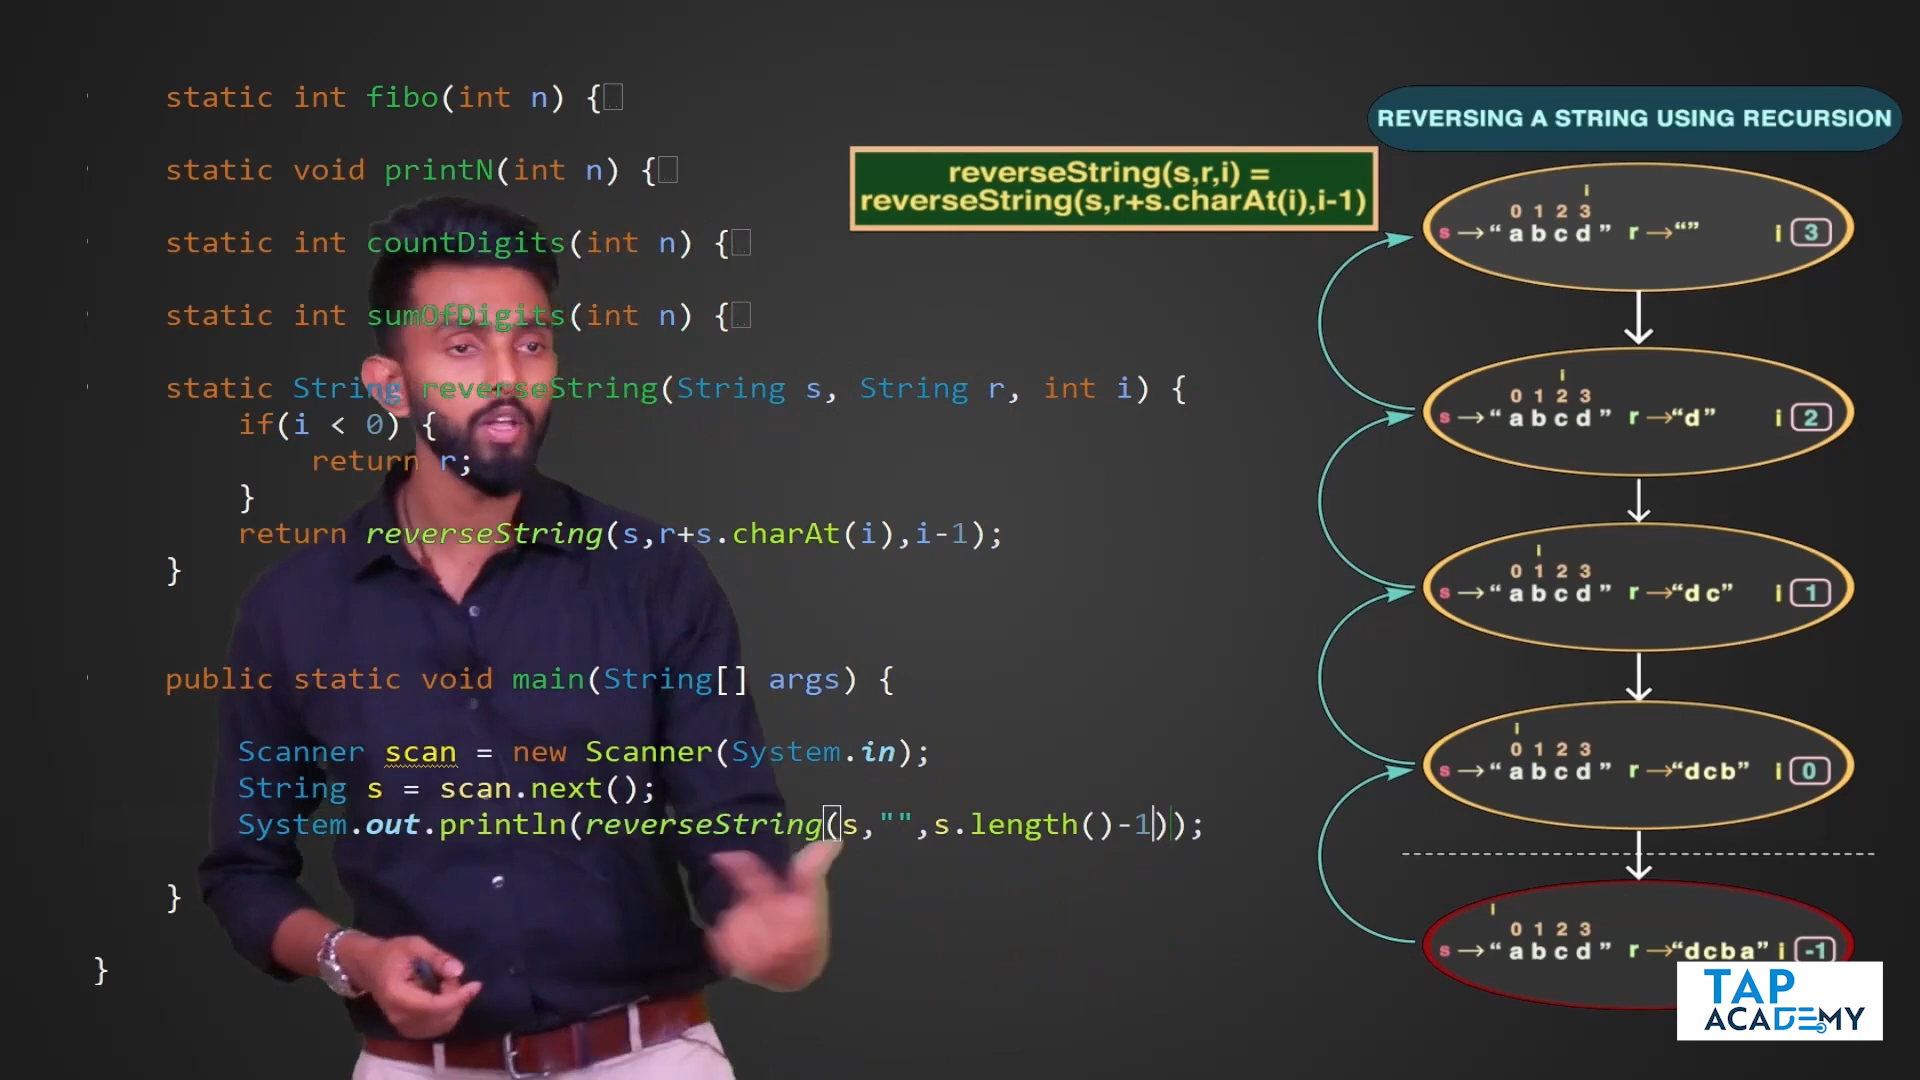 static int fibo(int n) {
static void printN(int n) {
static int countDigits(int n) {
static int sumOfDigits(int n) {
static String reverseString(String s, String r, int i) {
if(i < 0) {
return r;
}
return reverseString(s,r+s.charAt(i),i-1);
}
public static void main(String[] args) {
Scanner scan = new Scanner(System.in);
String s = scan.next();
System.out.println(reverseString(s,"",s.length()-1));
}
}
reverseString(s,r,i) =
reverseString(s,r+s.charAt(i),i-1)
REVERSING A STRING USING RECURSION
i
0 1 2 3
s → “ a b c d ” r → “” i 3
i
0 1 2 3
s → “ a b c d ” r → “d” i 2
i
0 1 2 3
s → “ a b c d ” r → “d c” i 1
i
0 1 2 3
s → “ a b c d ” r → “dcb” i 0
i
0 1 2 3
s → “ a b c d ” r → “dcba” i -1
TAP
ACADEMY